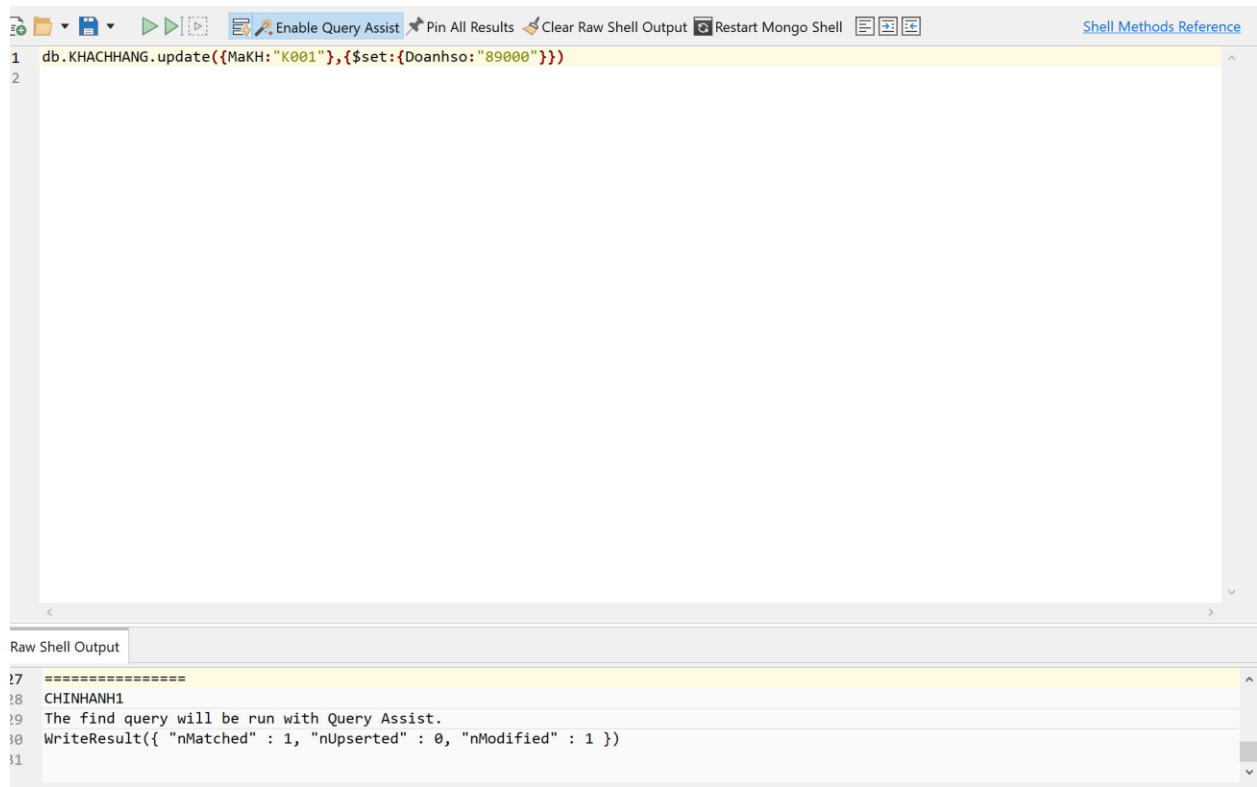 Enable Query Assist Pin All Results Clear Raw Shell Output Restart Mongo Shell Shell Methods Reference
1 db.KHACHHANG.update({MaKH:"K001"},{$set:{Doanhso:"89000"}})
2
Raw Shell Output
27 ================
28 CHINHANH1
29 The find query will be run with Query Assist.
30 WriteResult({ "nMatched" : 1, "nUpserted" : 0, "nModified" : 1 })
31